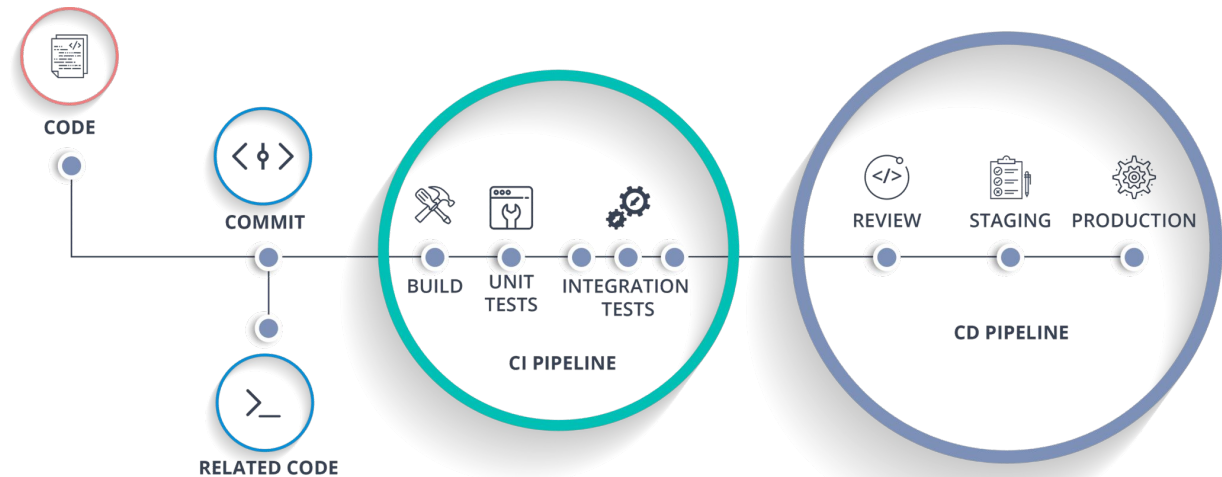 CODE
COMMIT
RELATED CODE
BUILD
UNIT
TESTS
INTEGRATION
TESTS
CI PIPELINE
REVIEW
STAGING
PRODUCTION
CD PIPELINE